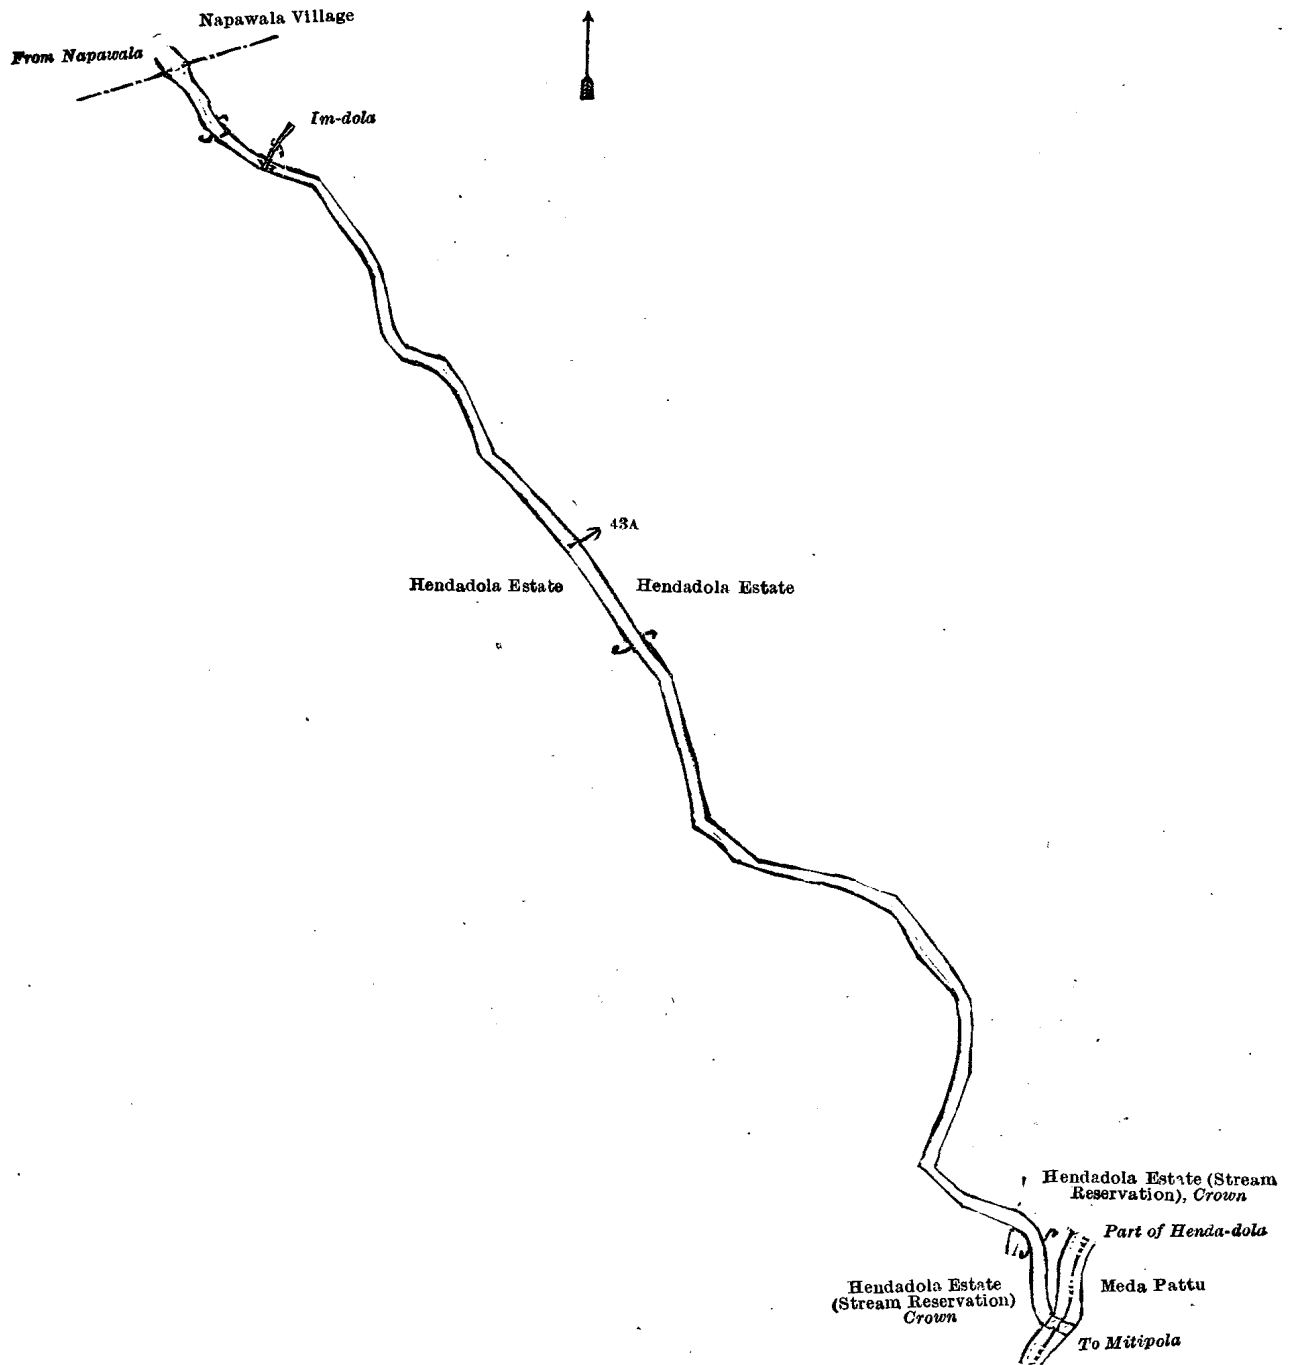 Napawala Village
From Napawala
Im-dola
43A
Hendadola Estate
Hendadola Estate
Hendadola Estate (Stream
Reservation), Crown
Part of Henda-dola
Hendadola Estate
(Stream Reservation)
Crown
Meda Pattu
To Mitipola